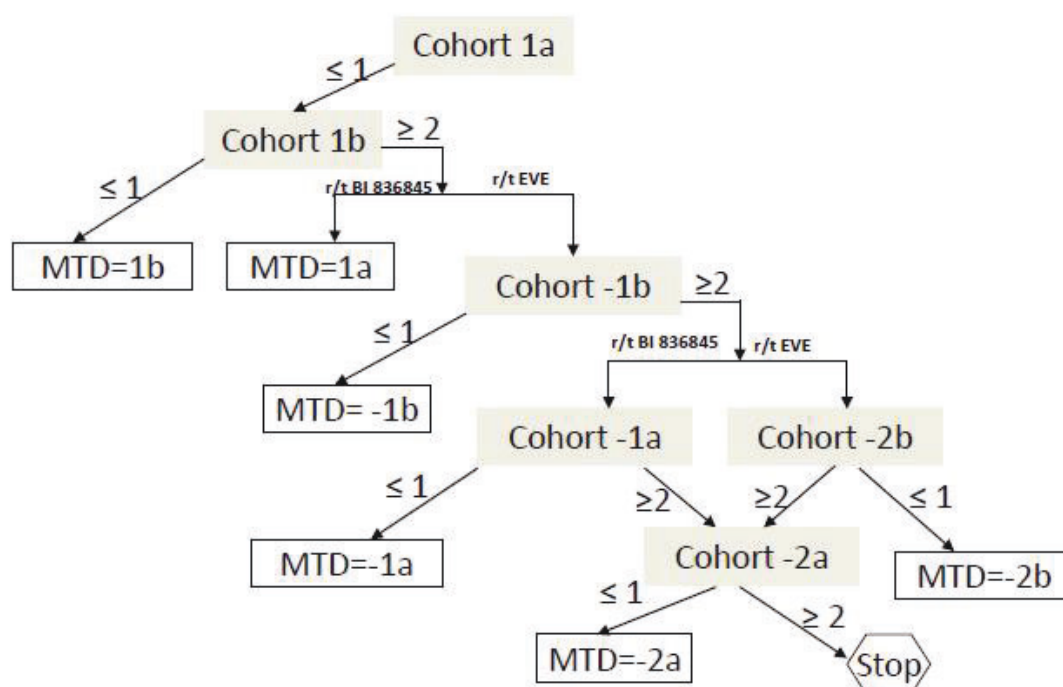 Cohort 1a
≤ 1
Cohort 1b
≥ 2
≤ 1
r/t BI 836845
r/t EVE
MTD=1b
MTD=1a
Cohort -1b
≥2
≤ 1
r/t BI 836845
r/t EVE
MTD= -1b
Cohort -1a
Cohort -2b
≤ 1
≥2
≥2
≤ 1
MTD=-1a
Cohort -2a
MTD=-2b
≤ 1
≥ 2
MTD=-2a
Stop